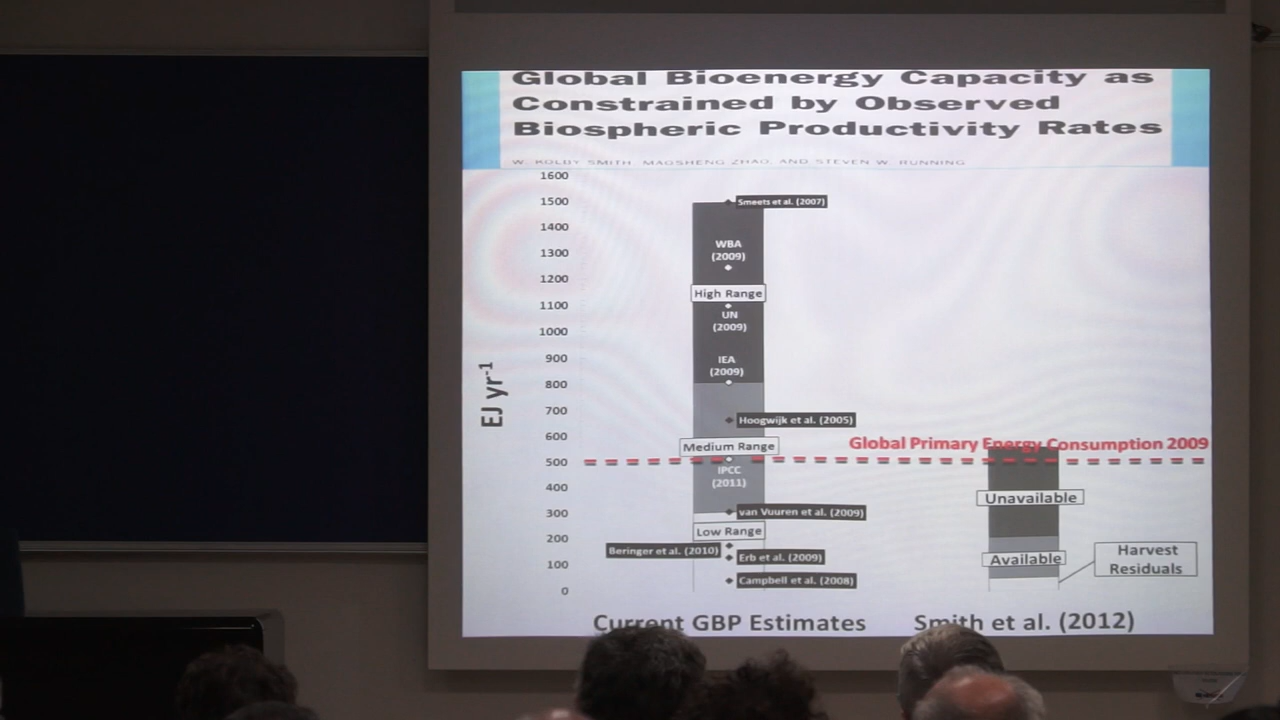 Global Bioenergy Capacity as
Constrained by Observed
Biospheric Productivity Rates
W. KOLBY SMITH, MAOSHENG ZHAO, AND STEVEN W. RUNNING
EJ yr-1
1600
1500
1400
1300
1200
1100
1000
900
800
700
600
500
400
300
200
100
0
Smeets et al. (2007)
WBA
(2009)
High Range
UN
(2009)
IEA
(2009)
Hoogwijk et al. (2005)
Medium Range
IPCC
(2011)
van Vuuren et al. (2009)
Low Range
Beringer et al. (2010)
Erb et al. (2009)
Campbell et al. (2008)
Global Primary Energy Consumption 2009
Unavailable
Available
Harvest
Residuals
Current GBP Estimates
Smith et al. (2012)